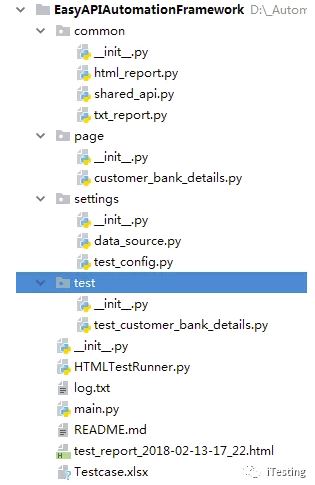 EasyAPIAutomationFramework D:\_Autom
common
__init__.py
html_report.py
shared_api.py
txt_report.py
page
__init__.py
customer_bank_details.py
settings
__init__.py
data_source.py
test_config.py
test
__init__.py
test_customer_bank_details.py
__init__.py
HTMLTestRunner.py
log.txt
main.py
README.md
test_report_2018-02-13-17_22.html
Testcase.xlsx
iTesting